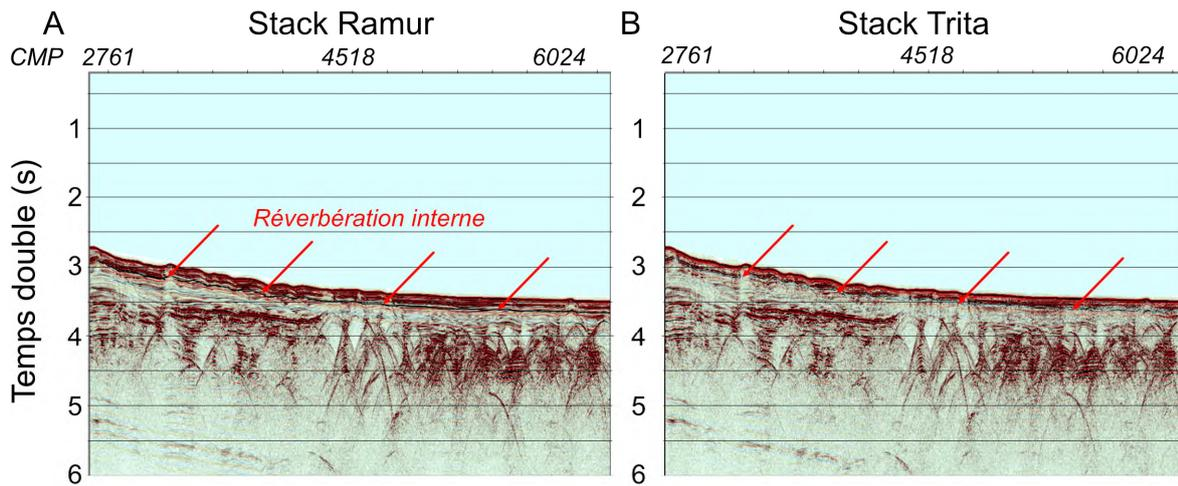 A Stack Ramur
CMP 2761 4518 6024
Temps double (s)
1
2
3
4
5
6
Réverbération interne
B Stack Trita
2761 4518 6024
1
2
3
4
5
6